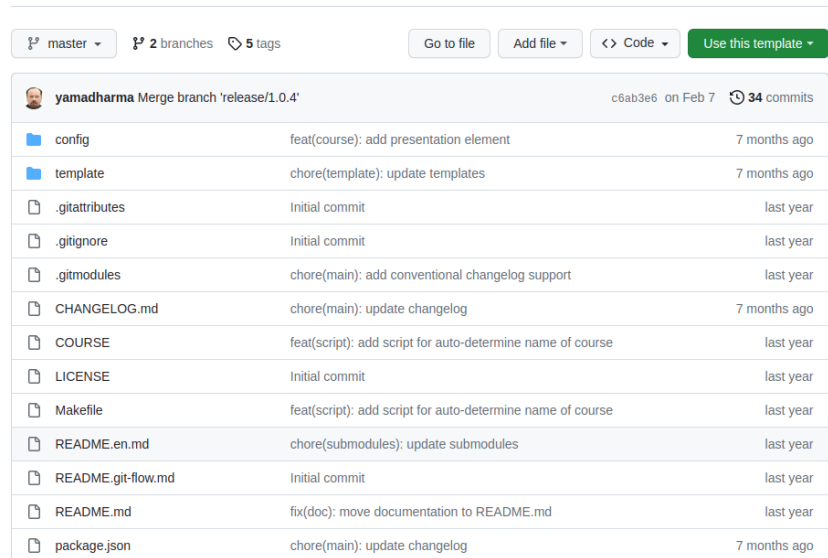 master 2 branches 5 tags Go to file Add file Code Use this template
yamadharma Merge branch 'release/1.0.4' c6ab3e6 on Feb 7 34 commits
config feat(course): add presentation element 7 months ago
template chore(template): update templates 7 months ago
.gitattributes Initial commit last year
.gitignore Initial commit last year
.gitmodules chore(main): add conventional changelog support last year
CHANGELOG.md chore(main): update changelog 7 months ago
COURSE feat(script): add script for auto-determine name of course last year
LICENSE Initial commit last year
Makefile feat(script): add script for auto-determine name of course last year
README.en.md chore(submodules): update submodules last year
README.git-flow.md Initial commit last year
README.md fix(doc): move documentation to README.md last year
package.json chore(main): update changelog 7 months ago